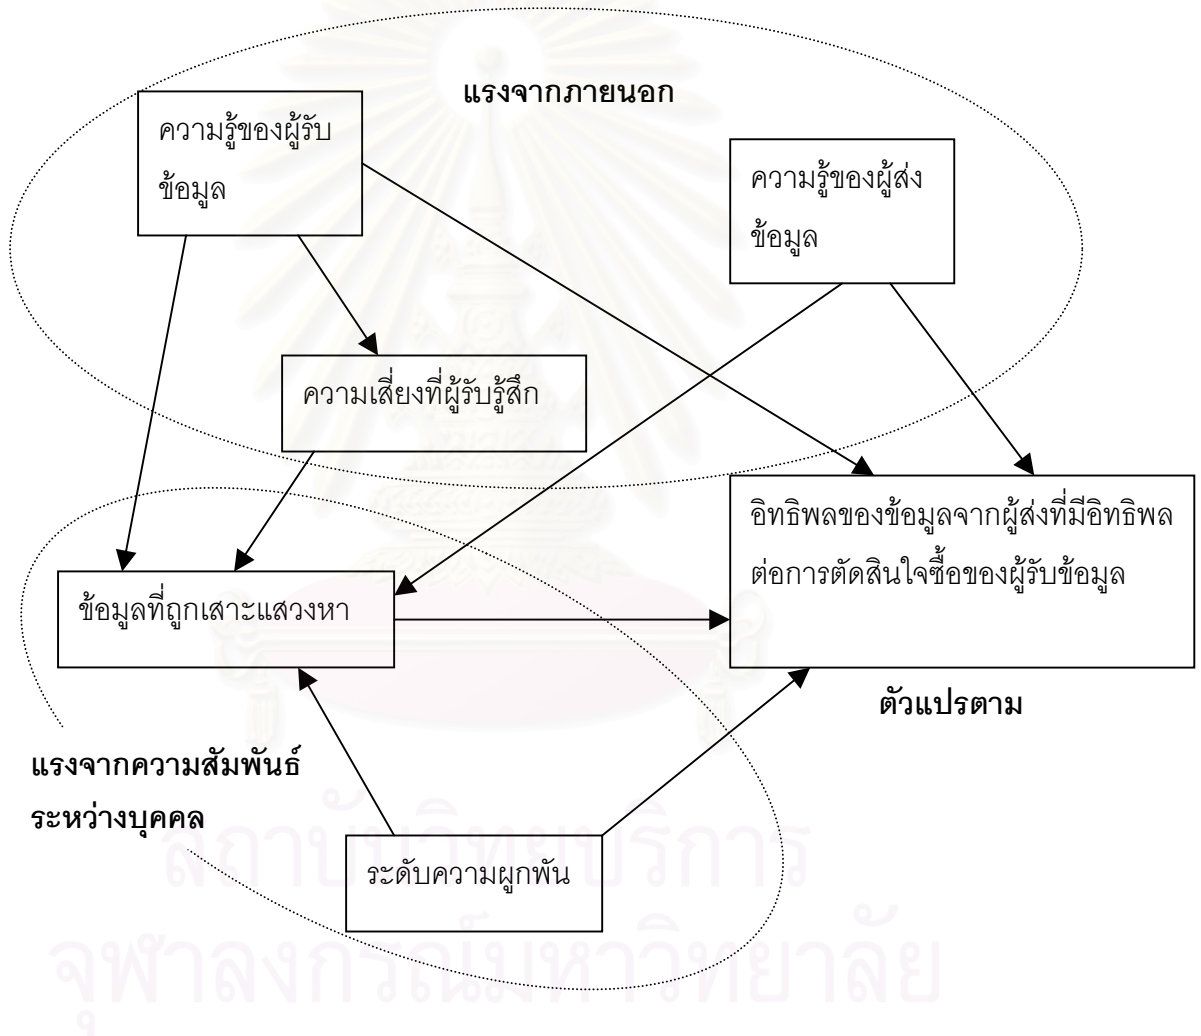 แรงจากภายนอก
ความรู้ของผู้รับ
ข้อมูล
ความรู้ของผู้ส่ง
ข้อมูล
ความเสี่ยงที่ผู้รับรู้สึก
อิทธิพลของข้อมูลจากผู้ส่งที่มีอิทธิพล
ต่อการตัดสินใจซื้อของผู้รับข้อมูล
ข้อมูลที่ถูกเสาะแสวงหา
ตัวแปรตาม
แรงจากความสัมพันธ์
ระหว่างบุคคล
ระดับความผูกพัน
สถาบันวิทยบริการ
จุฬาลงกรณ์มหาวิทยาลัย